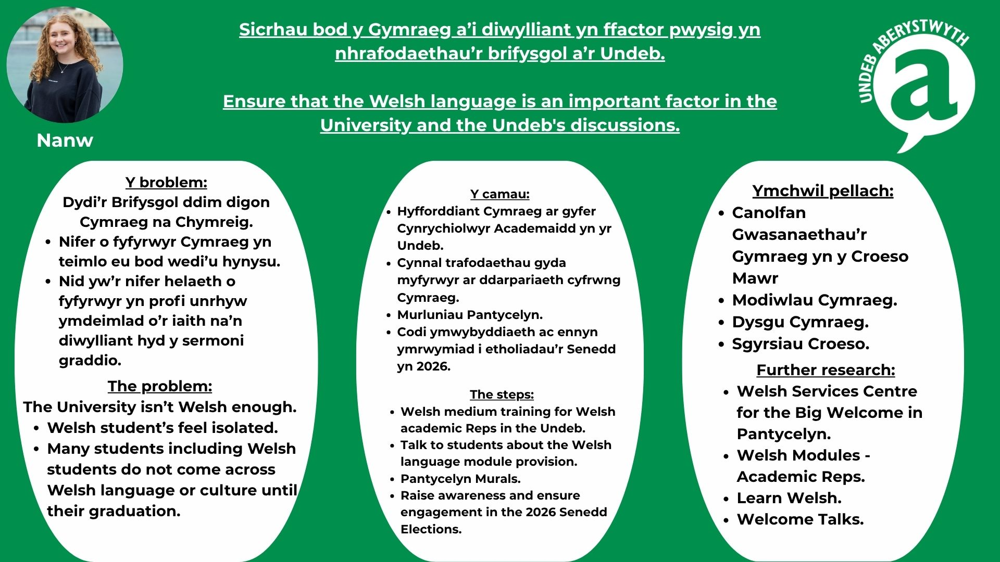 Sicrhau bod y Gymraeg a’i diwylliant yn ffactor pwysig yn
nhrafodaethau’r brifysgol a’r Undeb.
Ensure that the Welsh language is an important factor in the
University and the Undeb's discussions.
Nanw
UNDEB ABERYSTWYTH
a
Y broblem:
Dydi’r Brifysgol ddim digon
Cymraeg na Chymreig.
• Nifer o fyfyrwyr Cymraeg yn
teimlo eu bod wedi’u hynysu.
• Nid yw’r nifer helaeth o
fyfyrwyr yn profi unrhyw
ymdeimlad o’r iaith na’n
diwylliant hyd y sermoni
graddio.
The problem:
The University isn’t Welsh enough.
• Welsh student’s feel isolated.
• Many students including Welsh
students do not come across
Welsh language or culture until
their graduation.
Y camau:
• Hyfforddiant Cymraeg ar gyfer
Cynrychiolwyr Academaidd yn yr
Undeb.
• Cynnal trafodaethau gyda
myfyrwyr ar ddarpariaeth cyfrwng
Cymraeg.
• Murluniau Pantycelyn.
• Codi ymwybyddiaeth ac ennyn
ymrwymiad i etholiadau’r Senedd
yn 2026.
The steps:
• Welsh medium training for Welsh
academic Reps in the Undeb.
• Talk to students about the Welsh
language module provision.
• Pantycelyn Murals.
• Raise awareness and ensure
engagement in the 2026 Senedd
Elections.
Ymchwil pellach:
• Canolfan
Gwasanaethau’r
Gymraeg yn y Croeso
Mawr
• Modiwlau Cymraeg.
• Dysgu Cymraeg.
• Sgyrsiau Croeso.
Further research:
• Welsh Services Centre
for the Big Welcome in
Pantycelyn.
• Welsh Modules -
Academic Reps.
• Learn Welsh.
• Welcome Talks.